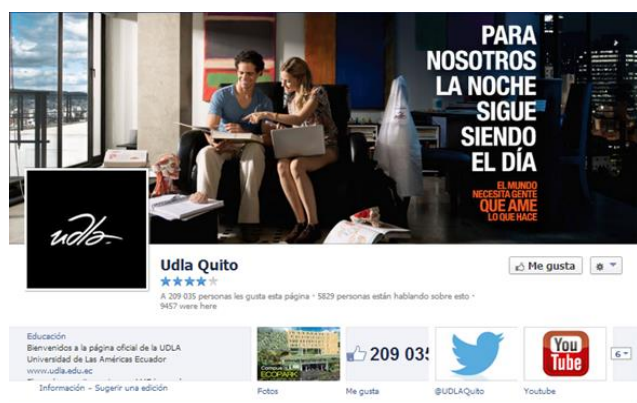 PARA
NOSOTROS
LA NOCHE
SIGUE
SIENDO
EL DÍA
EL MUNDO
NECESITA GENTE
QUE AME
LO QUE HACE
udla-
Udla Quito
Me gusta
A 209 035 personas les gusta esta página · 5829 personas están hablando sobre esto ·
9457 were here
Educación
Bienvenidos a la página oficial de la UDLA
Universidad de Las Américas Ecuador
www.udla.edu.ec
Información - Sugerir una edición
Campus
ECOPARK
Fotos
209 035
Me gusta
@UDLAQuito
You
Tube
Youtube
6